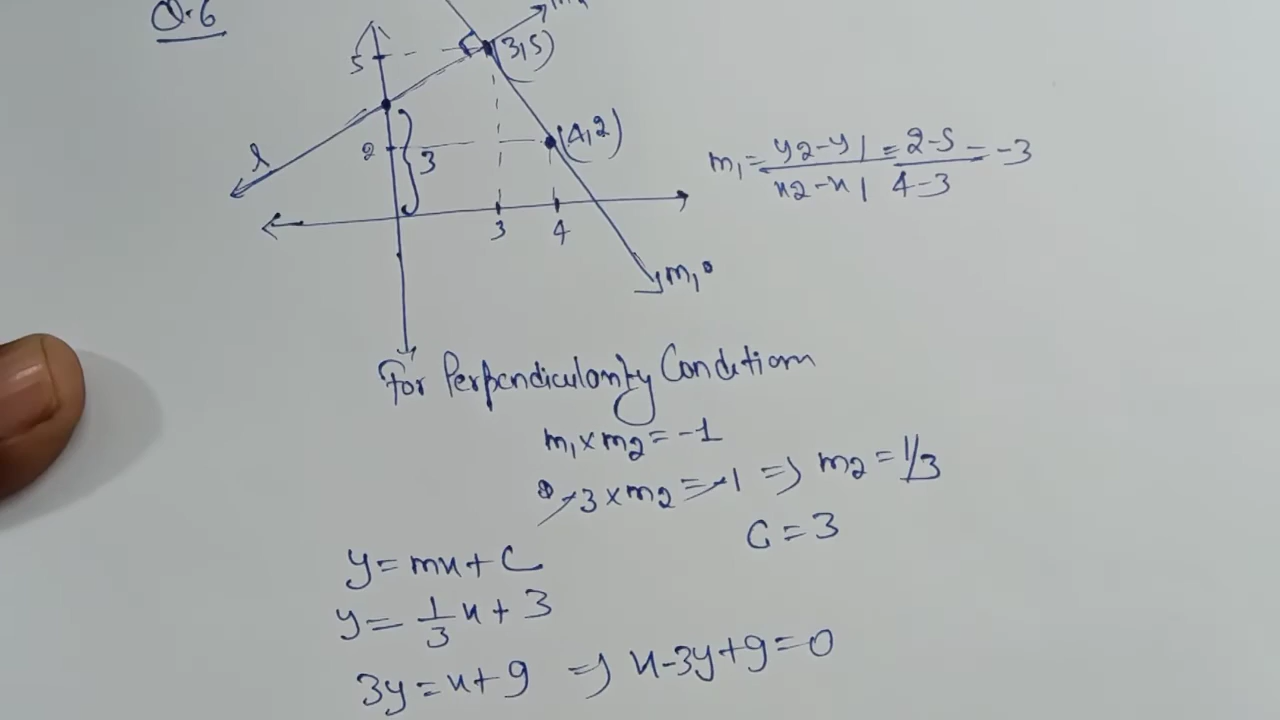 Q.6
5
(3,5)
l
2
3
(4,2)
m₁ = y2-y1 / x2-x1 = 2-5 / 4-3 = -3
3 4
m₁
For Perpendicularity Condition
m₁ × m2 = -1
-3 × m2 = -1 => m2 = 1/3
C = 3
y = mx + C
y = 1/3 x + 3
3y = x + 9 => x - 3y + 9 = 0